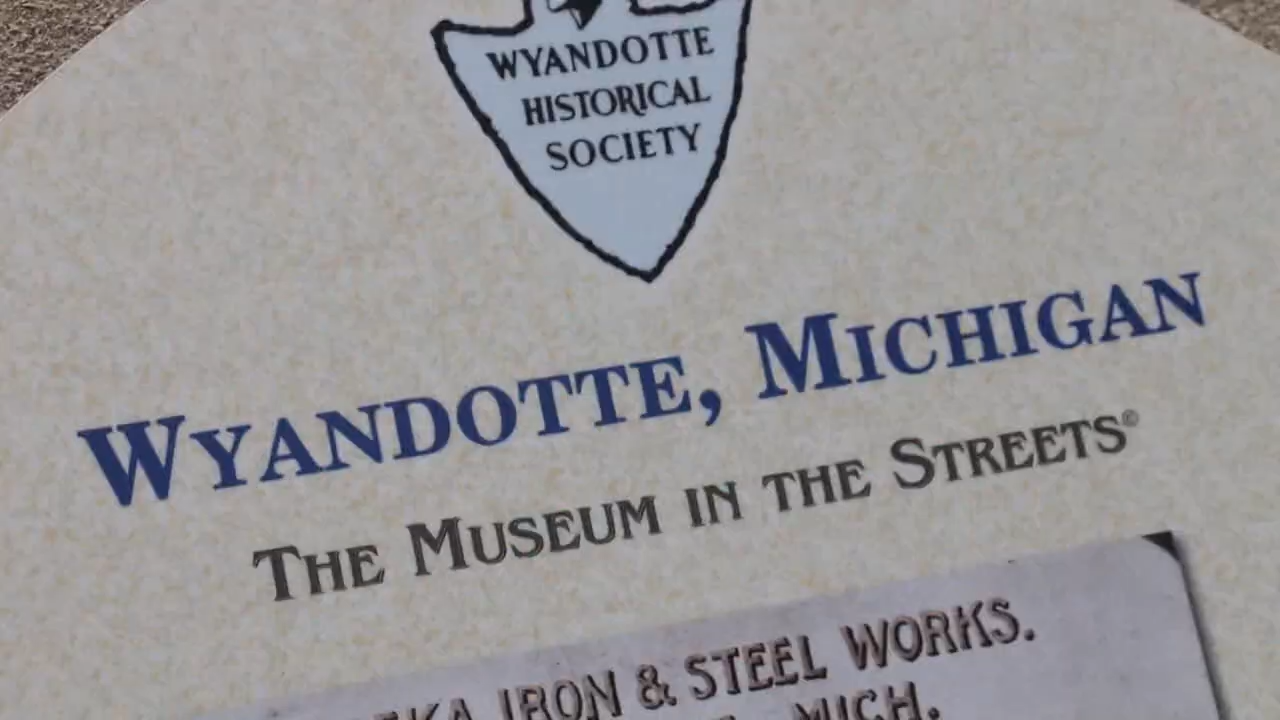 WYANDOTTE
HISTORICAL
SOCIETY
WYANDOTTE, MICHIGAN
THE MUSEUM IN THE STREETS©
IRON & STEEL WORKS.
MICH.